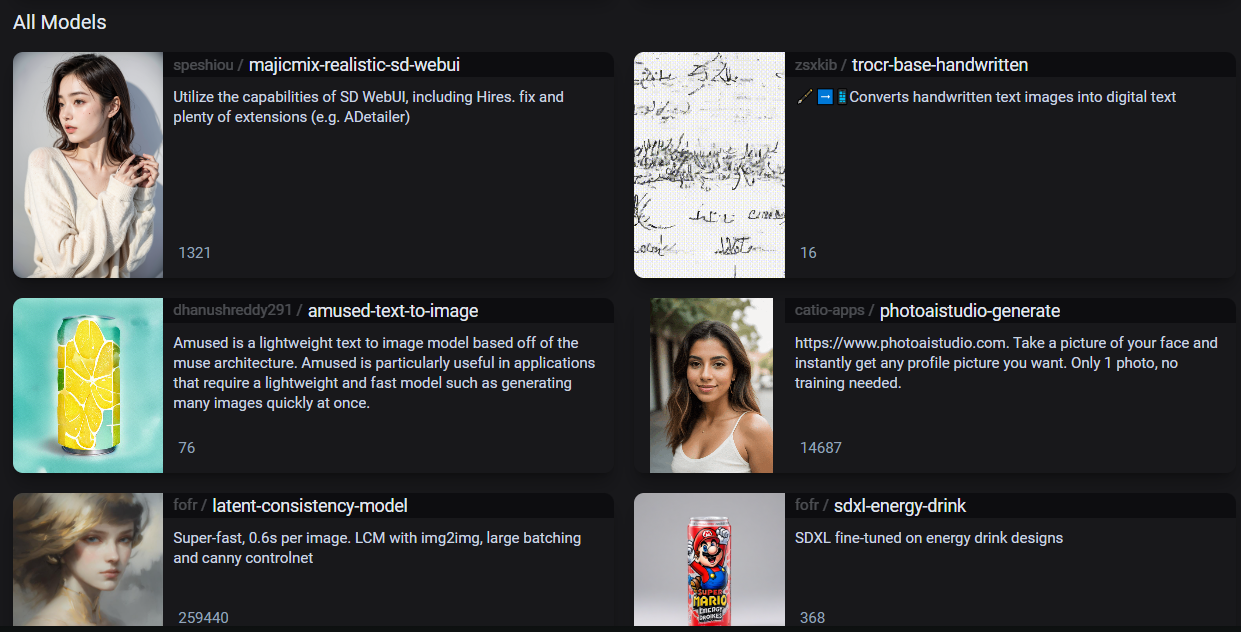 All Models
speshiou / majicmix-realistic-sd-webui
Utilize the capabilities of SD WebUI, including Hires. fix and
plenty of extensions (e.g. ADetailer)
1321
zsxkib / trocr-base-handwritten
🖌️➡️📱Converts handwritten text images into digital text
16
dhanushreddy291 / amused-text-to-image
Amused is a lightweight text to image model based off of the
muse architecture. Amused is particularly useful in applications
that require a lightweight and fast model such as generating
many images quickly at once.
76
catio-apps / photoaistudio-generate
https://www.photoaistudio.com. Take a picture of your face and
instantly get any profile picture you want. Only 1 photo, no
training needed.
14687
fofr / latent-consistency-model
Super-fast, 0.6s per image. LCM with img2img, large batching
and canny controlnet
259440
fofr / sdxl-energy-drink
SUPER
MARIO
ENERGY
SDXL fine-tuned on energy drink designs
368